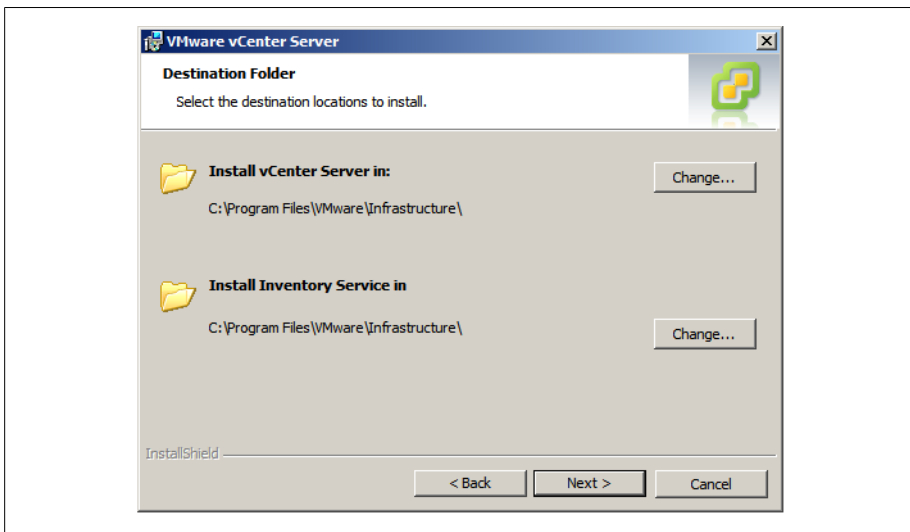 VMware vCenter Server
Destination Folder
Select the destination locations to install.
Install vCenter Server in:
Change...
C:\Program Files\VMware\Infrastructure\
Install Inventory Service in
C:\Program Files\VMware\Infrastructure\
Change...
InstallShield
< Back
Next >
Cancel